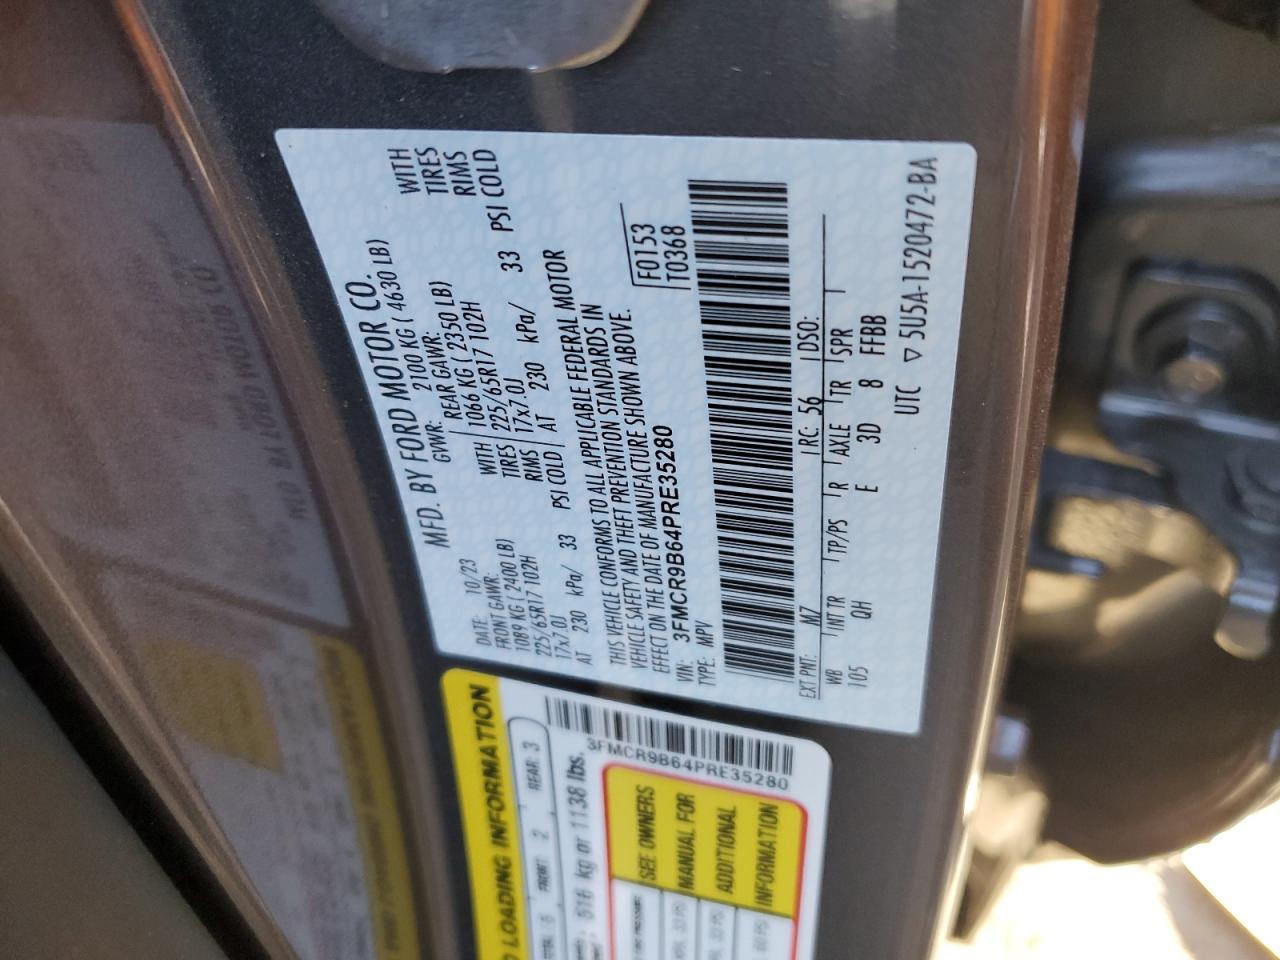 MFD. BY FORD MOTOR CO.
DATE: 10/23 GVWR: 2100 KG ( 4630 LB)
FRONT GAWR: REAR GAWR:
1089 KG ( 2400 LB) WITH 1066 KG ( 2350 LB) WITH
225/65R17 102H TIRES 225/65R17 102H TIRES
17x7.0J RIMS 17x7.0J RIMS
AT 230 kPa/ 33 PSI COLD AT 230 kPa/ 33 PSI COLD
THIS VEHICLE CONFORMS TO ALL APPLICABLE FEDERAL MOTOR
VEHICLE SAFETY AND THEFT PREVENTION STANDARDS IN
EFFECT ON THE DATE OF MANUFACTURE SHOWN ABOVE.
VIN: 3FMCR9B64PRE35280 F0153
TYPE: MPV T0368
EXT PNT: M7 RC: 56 DSO:
WB INT TR TP/PS R AXLE TR SPR
105 QH E 3D 8 FFBB
UTC ▽ 5U5A-1520472-BA
LOADING INFORMATION
TOTAL 5 FRONT 2 REAR 3
516 kg or 1138 lbs.
3FMCR9B64PRE35280
SEE OWNERS
MANUAL FOR
ADDITIONAL
INFORMATION